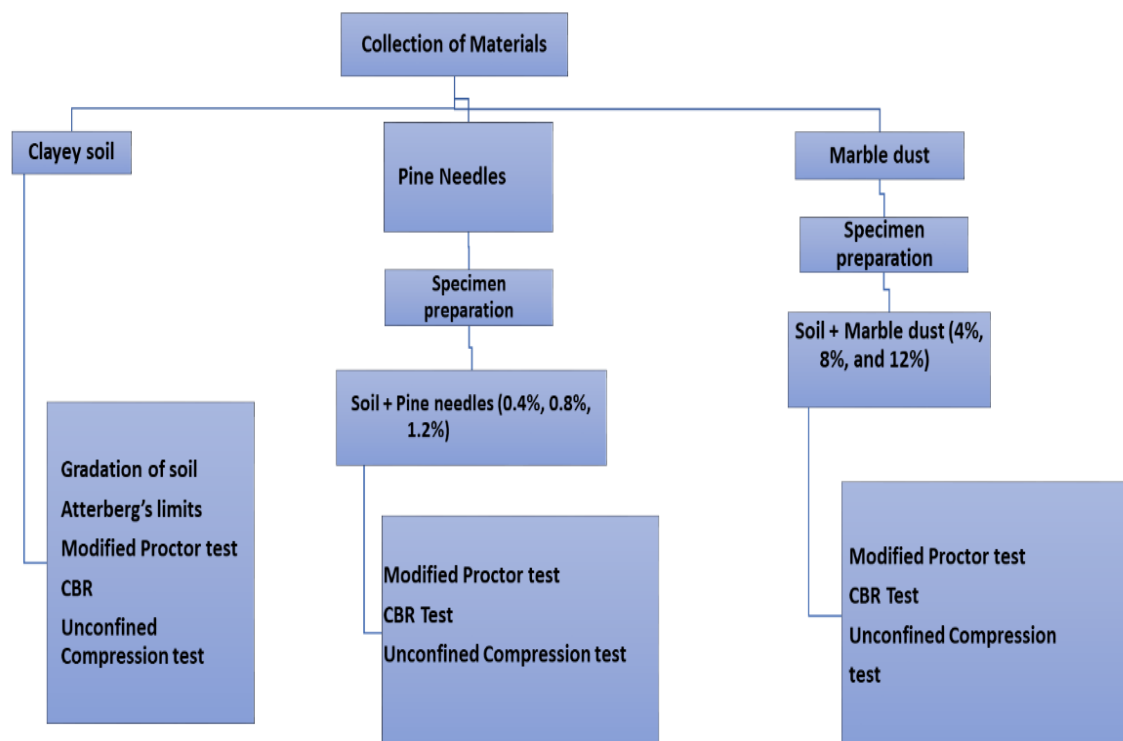 Collection of Materials
Clayey soil
Pine Needles
Marble dust
Specimen
preparation
Specimen
preparation
Soil + Pine needles (0.4%, 0.8%,
1.2%)
Soil + Marble dust (4%,
8%, and 12%)
Gradation of soil
Atterberg’s limits
Modified Proctor test
CBR
Unconfined
Compression test
Modified Proctor test
CBR Test
Unconfined Compression test
Modified Proctor test
CBR Test
Unconfined Compression
test